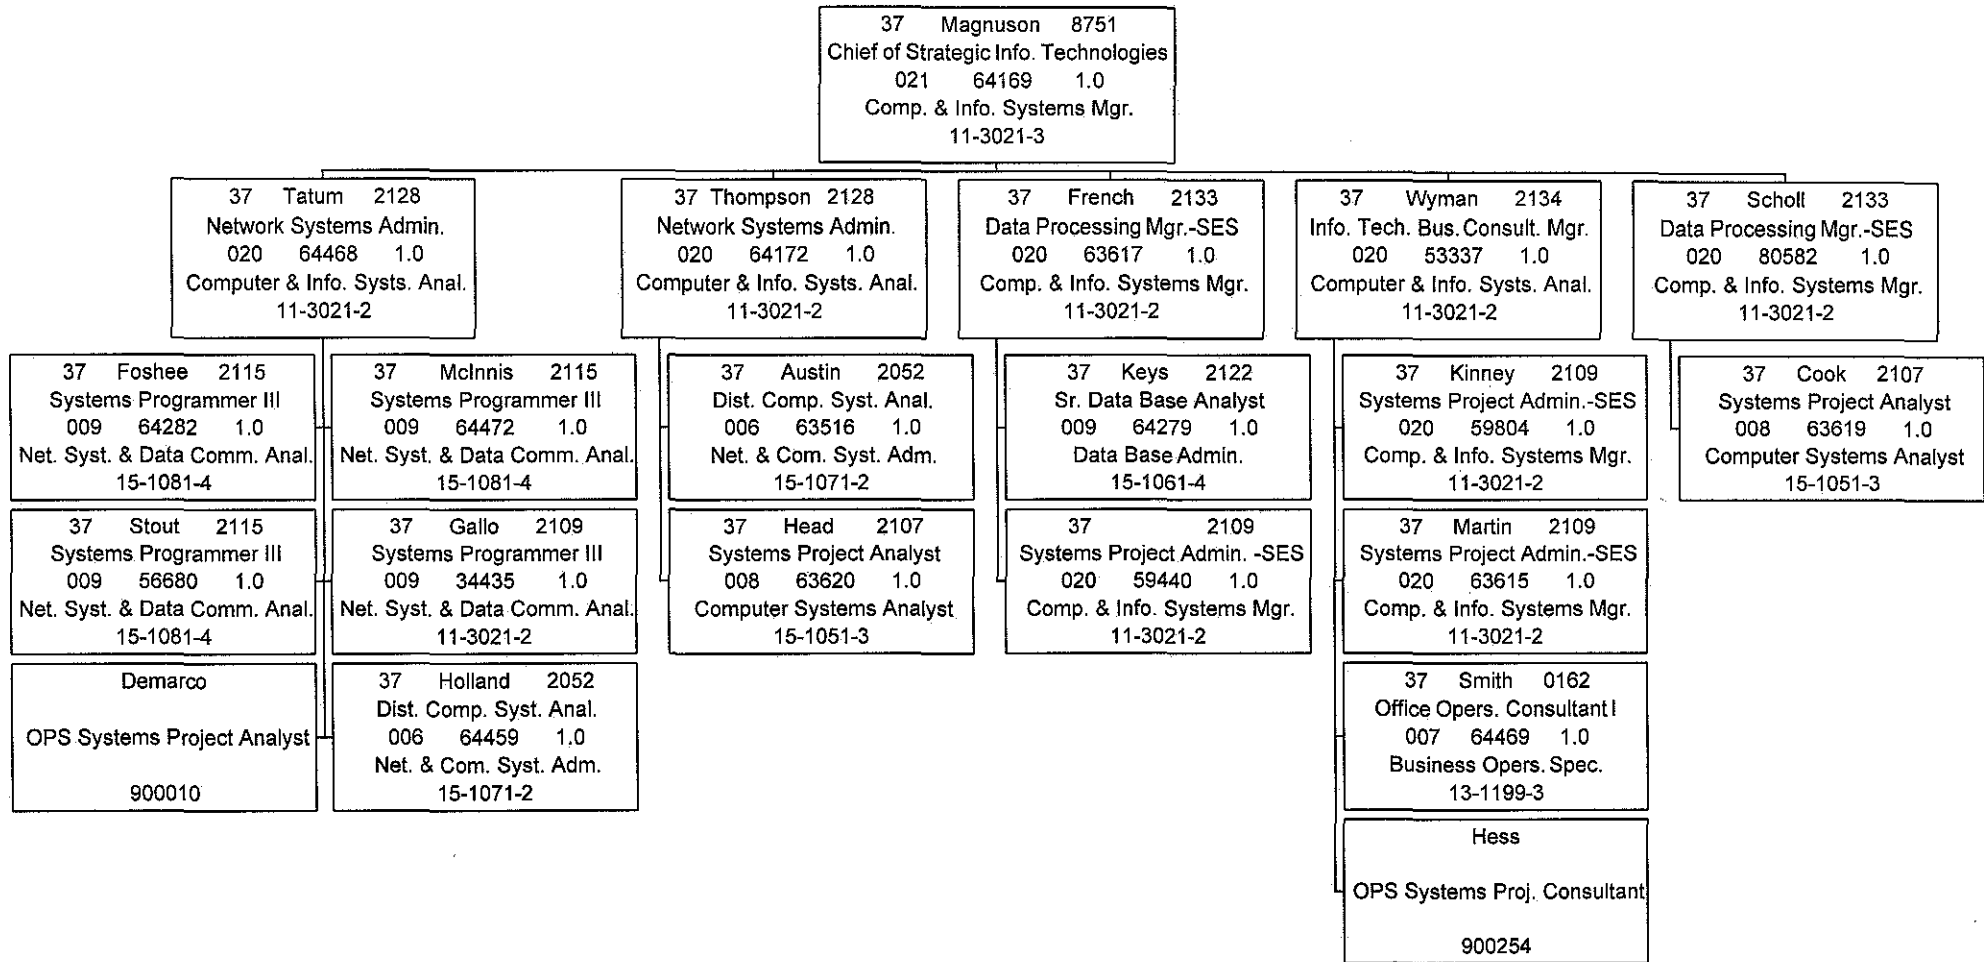 37 Magnuson 8751
Chief of Strategic Info. Technologies
021 64169 1.0
Comp. & Info. Systems Mgr.
11-3021-3
37 Tatum 2128
Network Systems Admin.
020 64468 1.0
Computer & Info. Systs. Anal.
11-3021-2
37 Thompson 2128
Network Systems Admin.
020 64172 1.0
Computer & Info. Systs. Anal.
11-3021-2
37 French 2133
Data Processing Mgr.-SES
020 63617 1.0
Comp. & Info. Systems Mgr.
11-3021-2
37 Wyman 2134
Info. Tech. Bus. Consult. Mgr.
020 53337 1.0
Computer & Info. Systs. Anal.
11-3021-2
37 Scholl 2133
Data Processing Mgr.-SES
020 80582 1.0
Comp. & Info. Systems Mgr.
11-3021-2
37 Foshee 2115
Systems Programmer III
009 64282 1.0
Net. Syst. & Data Comm. Anal.
15-1081-4
37 McInnis 2115
Systems Programmer III
009 64472 1.0
Net. Syst. & Data Comm. Anal.
15-1081-4
37 Austin 2052
Dist. Comp. Syst. Anal.
006 63516 1.0
Net. & Com. Syst. Adm.
15-1071-2
37 Keys 2122
Sr. Data Base Analyst
009 64279 1.0
Data Base Admin.
15-1061-4
37 Kinney 2109
Systems Project Admin.-SES
020 59804 1.0
Comp. & Info. Systems Mgr.
11-3021-2
37 Cook 2107
Systems Project Analyst
008 63619 1.0
Computer Systems Analyst
15-1051-3
37 Stout 2115
Systems Programmer III
009 56680 1.0
Net. Syst. & Data Comm. Anal.
15-1081-4
37 Gallo 2109
Systems Programmer III
009 34435 1.0
Net. Syst. & Data Comm. Anal.
11-3021-2
37 Head 2107
Systems Project Analyst
008 63620 1.0
Computer Systems Analyst
15-1051-3
37 2109
Systems Project Admin. -SES
020 59440 1.0
Comp. & Info. Systems Mgr.
11-3021-2
37 Martin 2109
Systems Project Admin.-SES
020 63615 1.0
Comp. & Info. Systems Mgr.
11-3021-2
Demarco
OPS Systems Project Analyst
900010
37 Holland 2052
Dist. Comp. Syst. Anal.
006 64459 1.0
Net. & Com. Syst. Adm.
15-1071-2
37 Smith 0162
Office Opers. Consultant I
007 64469 1.0
Business Opers. Spec.
13-1199-3
Hess
OPS Systems Proj. Consultant
900254